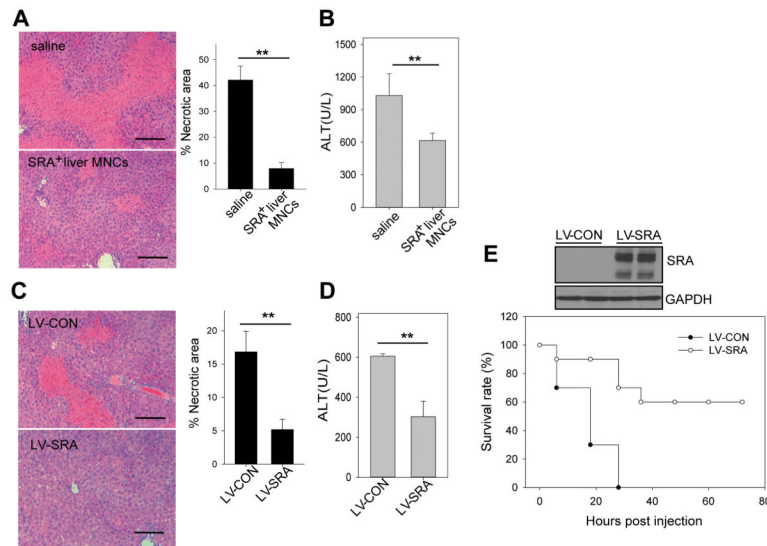 A
saline
SRA+ liver MNCs
% Necrotic area
50
40
30
20
10
0
**
saline
SRA+ liver
MNCs
B
ALT(U/L)
1500
1200
900
600
300
0
**
saline
SRA+ liver
MNCs
C
LV-CON
LV-SRA
% Necrotic area
20
15
10
5
0
**
LV-CON
LV-SRA
D
ALT(U/L)
800
600
400
200
0
**
LV-CON
LV-SRA
E
LV-CON LV-SRA
SRA
GAPDH
Survival rate (%)
120
100
80
60
40
20
0
LV-CON
LV-SRA
0 20 40 60 80
Hours post injection